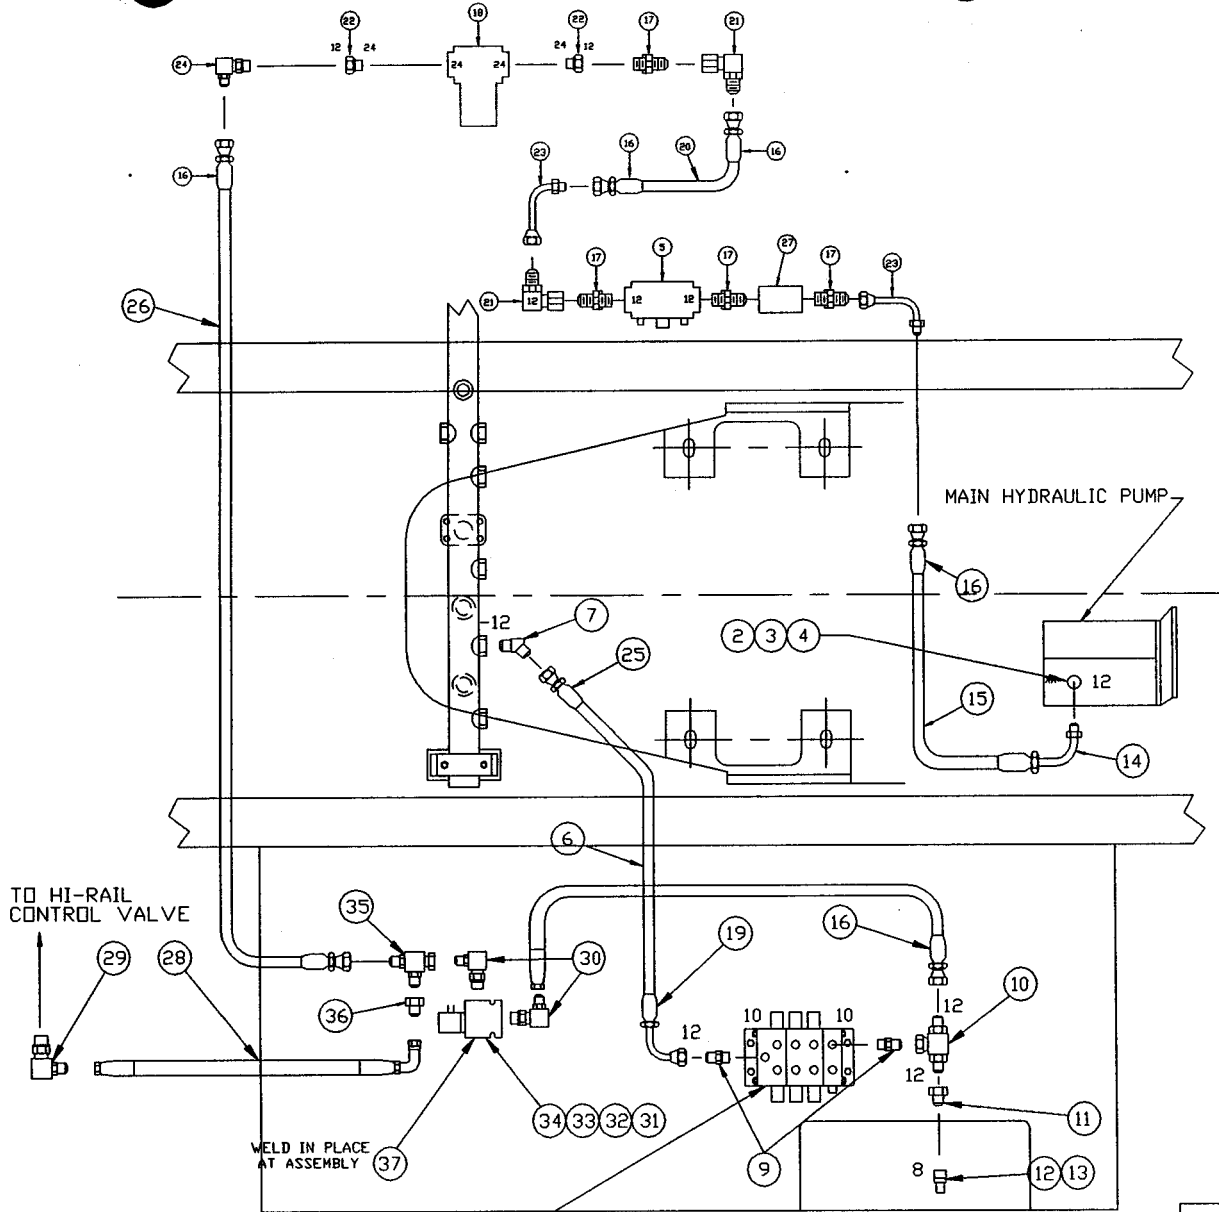 22 18 22 17 21
12 24 24 12
24 24 24
16 23 16 20 16
17 5 17 27 17 23
21 12 12 12
26
MAIN HYDRAULIC PUMP
16
12 7
2 3 4
25 12
15
14
6
TO HI-RAIL
CONTROL VALVE
35 16
29 28 30 19 10
12
36 10 10
12
12
34 33 32 31 11
WELD IN PLACE
AT ASSEMBLY 37
9 8 12 13